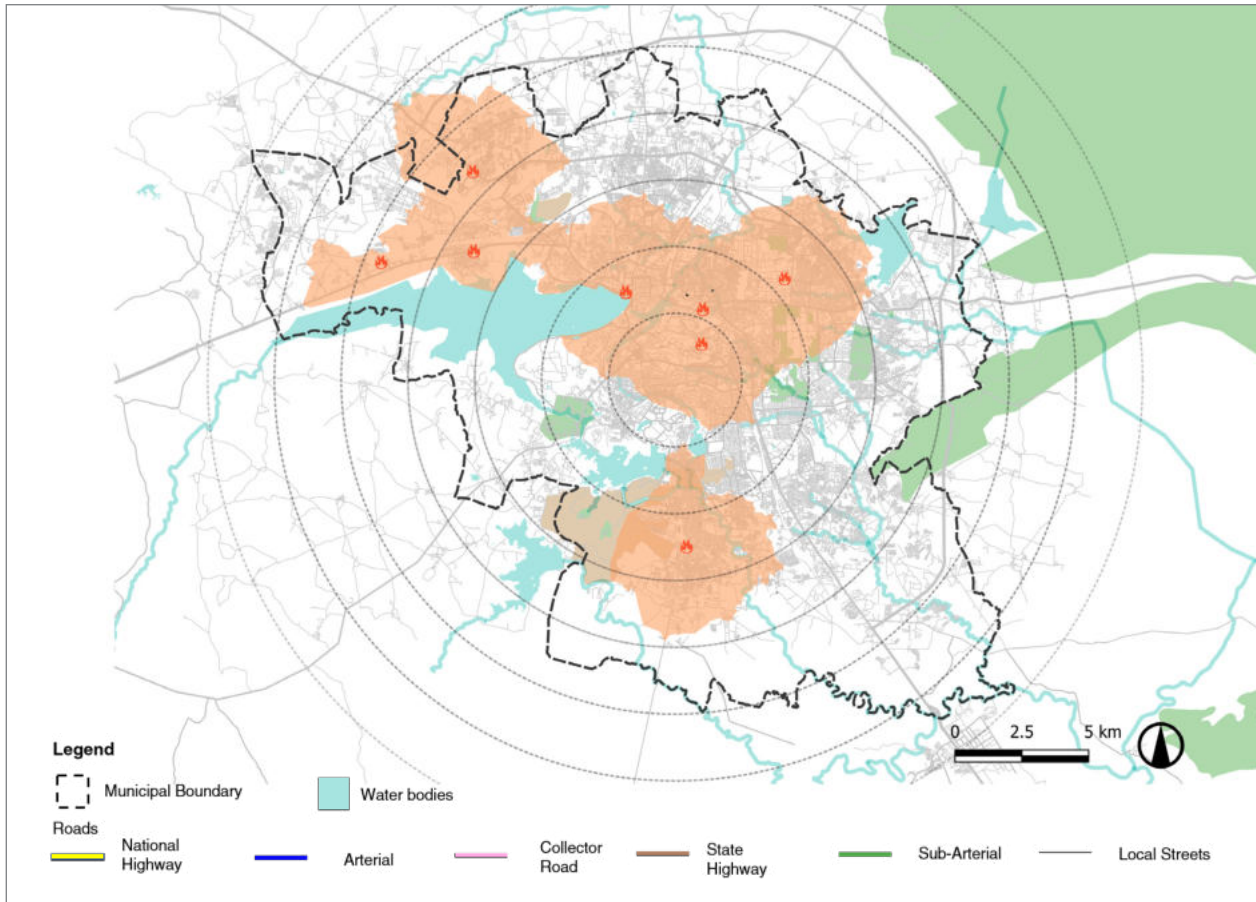 0 2.5 5 km
Legend
Municipal Boundary
Water bodies
Roads
National
Highway
Arterial
Collector
Road
State
Highway
Sub-Arterial
Local Streets